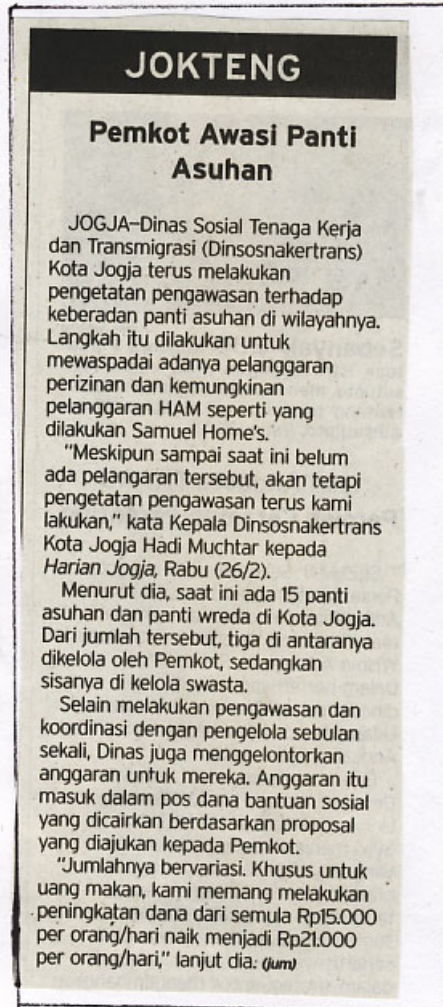 JOKTENG
Pemkot Awasi Panti
Asuhan
JOGJA–Dinas Sosial Tenaga Kerja
dan Transmigrasi (Dinsosnakertrans)
Kota Jogja terus melakukan
pengetatan pengawasan terhadap
keberadan panti asuhan di wilayahnya.
Langkah itu dilakukan untuk
mewaspadai adanya pelanggaran
perizinan dan kemungkinan
pelanggaran HAM seperti yang
dilakukan Samuel Home's.
"Meskipun sampai saat ini belum
ada pelangaran tersebut, akan tetapi
pengetatan pengawasan terus kami
lakukan," kata Kepala Dinsosnakertrans
Kota Jogja Hadi Muchtar kepada
Harian Jogja, Rabu (26/2).
Menurut dia, saat ini ada 15 panti
asuhan dan panti wreda di Kota Jogja.
Dari jumlah tersebut, tiga di antaranya
dikelola oleh Pemkot, sedangkan
sisanya di kelola swasta.
Selain melakukan pengawasan dan
koordinasi dengan pengelola sebulan
sekali, Dinas juga menggelontorkan
anggaran untuk mereka. Anggaran itu
masuk dalam pos dana bantuan sosial
yang dicairkan berdasarkan proposal
yang diajukan kepada Pemkot.
"Jumlahnya bervariasi. Khusus untuk
uang makan, kami memang melakukan
peningkatan dana dari semula Rp15.000
per orang/hari naik menjadi Rp21.000
per orang/hari," lanjut dia. (jum)